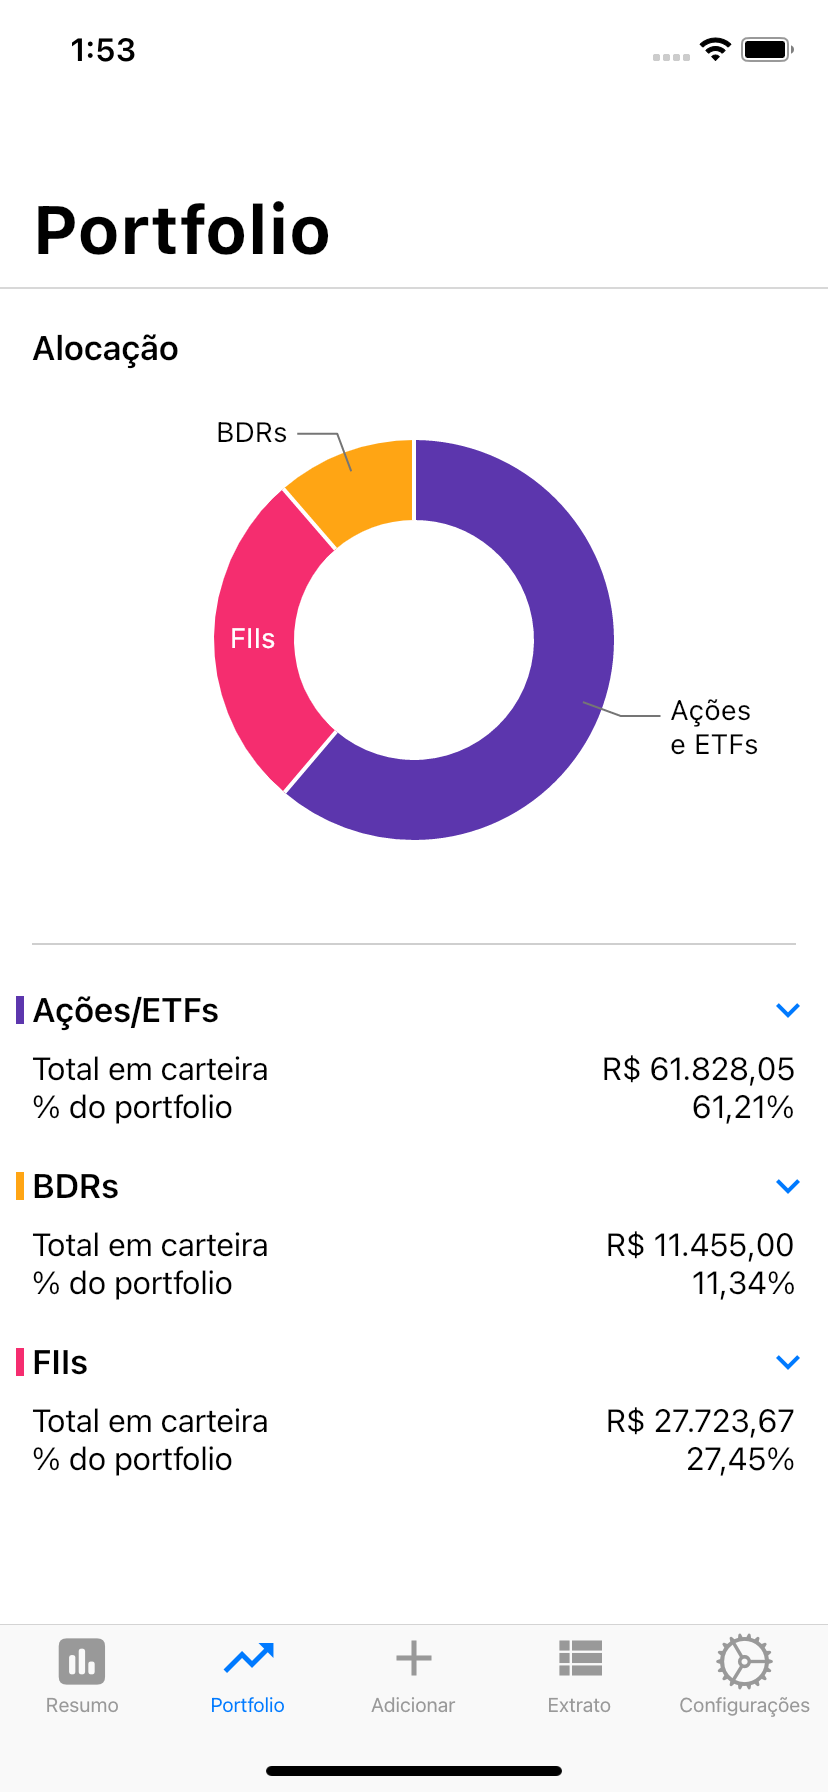 1:53
Portfolio
Alocação
BDRs
FIIs
Ações
e ETFs
Ações/ETFs
Total em carteira R$ 61.828,05
% do portfolio 61,21%
BDRs
Total em carteira R$ 11.455,00
% do portfolio 11,34%
FIIs
Total em carteira R$ 27.723,67
% do portfolio 27,45%
Resumo Portfolio Adicionar Extrato Configurações